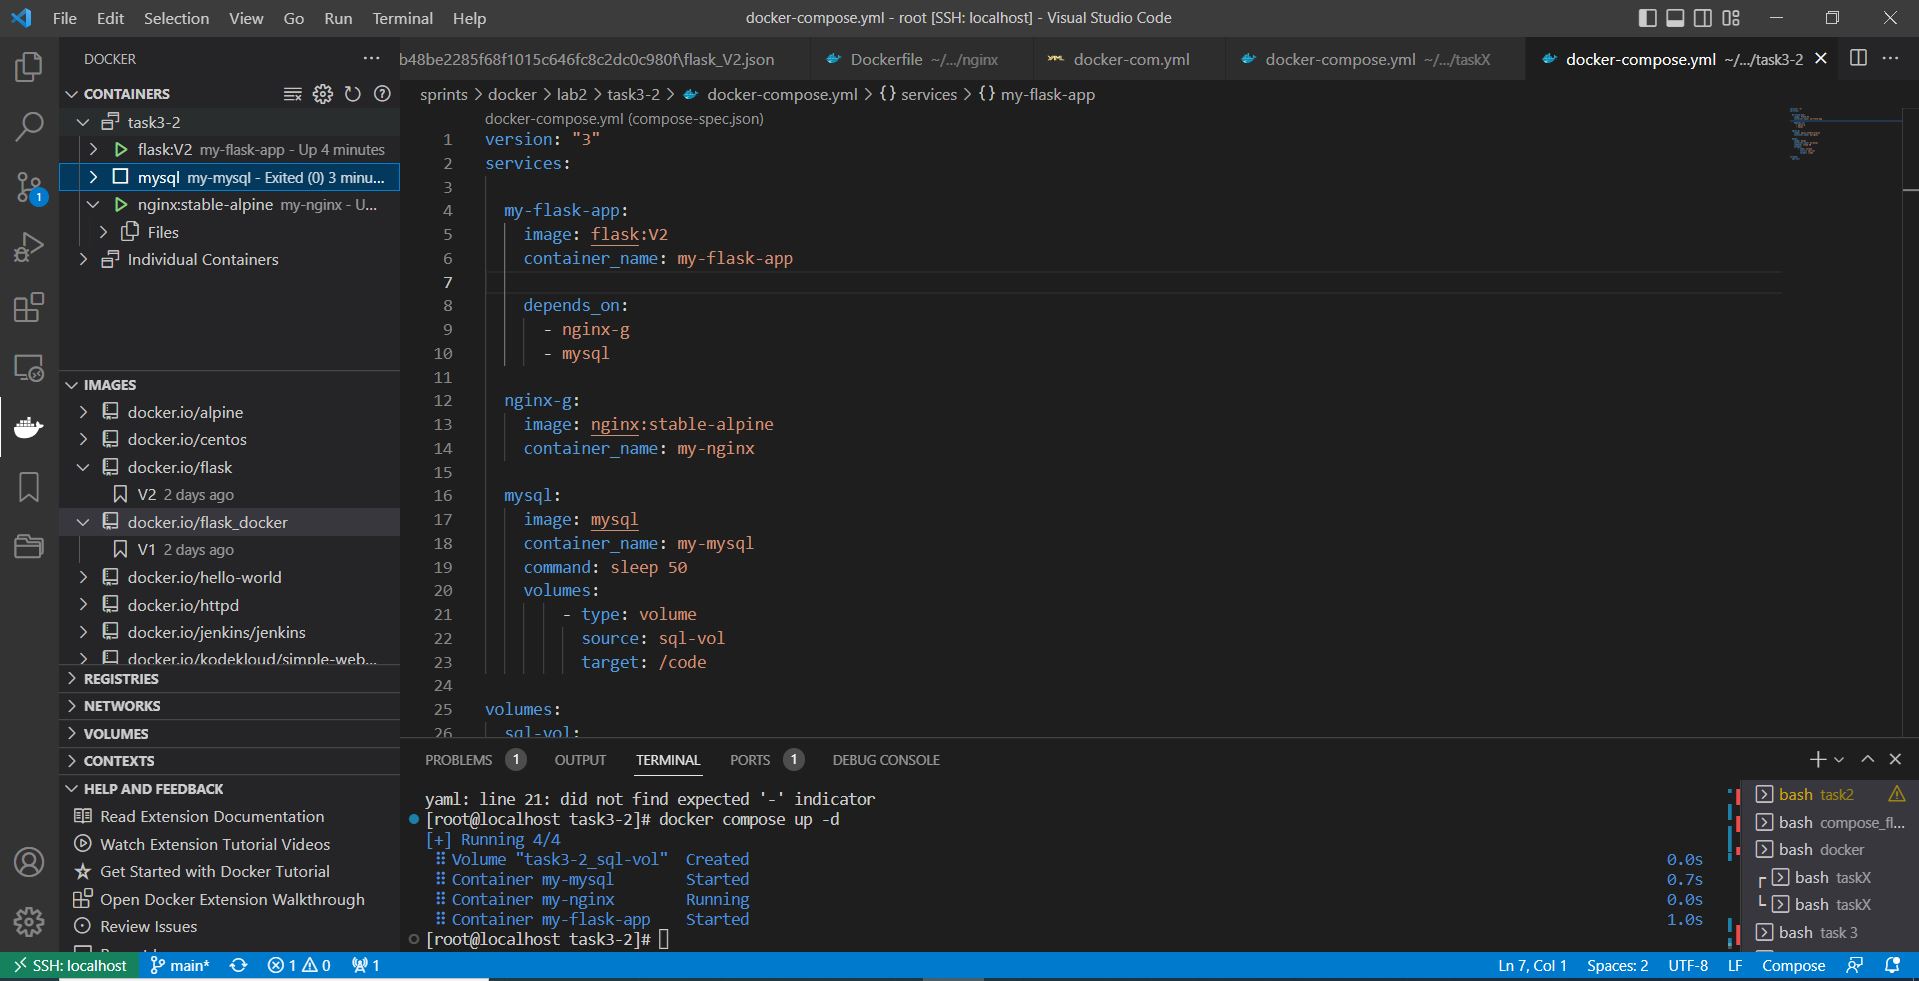 File Edit Selection View Go Run Terminal Help
docker-compose.yml - root [SSH: localhost] - Visual Studio Code
DOCKER
b48be2285f68f1015c646fc8c2dc0c980f\flask_V2.json
Dockerfile ~/.../nginx
docker-com.yml
docker-compose.yml ~/.../taskX
docker-compose.yml ~/.../task3-2
CONTAINERS
task3-2
flask:V2 my-flask-app - Up 4 minutes
mysql my-mysql - Exited (0) 3 minu...
nginx:stable-alpine my-nginx - U...
Files
Individual Containers
IMAGES
docker.io/alpine
docker.io/centos
docker.io/flask
V2 2 days ago
docker.io/flask_docker
V1 2 days ago
docker.io/hello-world
docker.io/httpd
docker.io/jenkins/jenkins
docker.io/kodekloud/simple-web...
REGISTRIES
NETWORKS
VOLUMES
CONTEXTS
HELP AND FEEDBACK
Read Extension Documentation
Watch Extension Tutorial Videos
Get Started with Docker Tutorial
Open Docker Extension Walkthrough
Review Issues
1
sprints > docker > lab2 > task3-2 > docker-compose.yml > {} services > {} my-flask-app
docker-compose.yml (compose-spec.json)
1 version: "3"
2 services:
3
4 my-flask-app:
5 image: flask:V2
6 container_name: my-flask-app
7
8 depends_on:
9 - nginx-g
10 - mysql
11
12 nginx-g:
13 image: nginx:stable-alpine
14 container_name: my-nginx
15
16 mysql:
17 image: mysql
18 container_name: my-mysql
19 command: sleep 50
20 volumes:
21 - type: volume
22 source: sql-vol
23 target: /code
24
25 volumes:
26 sql-vol:
PROBLEMS 1 OUTPUT TERMINAL PORTS 1 DEBUG CONSOLE
yaml: line 21: did not find expected '-' indicator
[root@localhost task3-2]# docker compose up -d
[+] Running 4/4
Volume "task3-2_sql-vol" Created 0.0s
Container my-mysql Started 0.7s
Container my-nginx Running 0.0s
Container my-flask-app Started 1.0s
[root@localhost task3-2]#
bash task2
bash compose_fl...
bash docker
bash taskX
bash taskX
bash task 3
SSH: localhost main* 1 0 1
Ln 7, Col 1 Spaces: 2 UTF-8 LF Compose